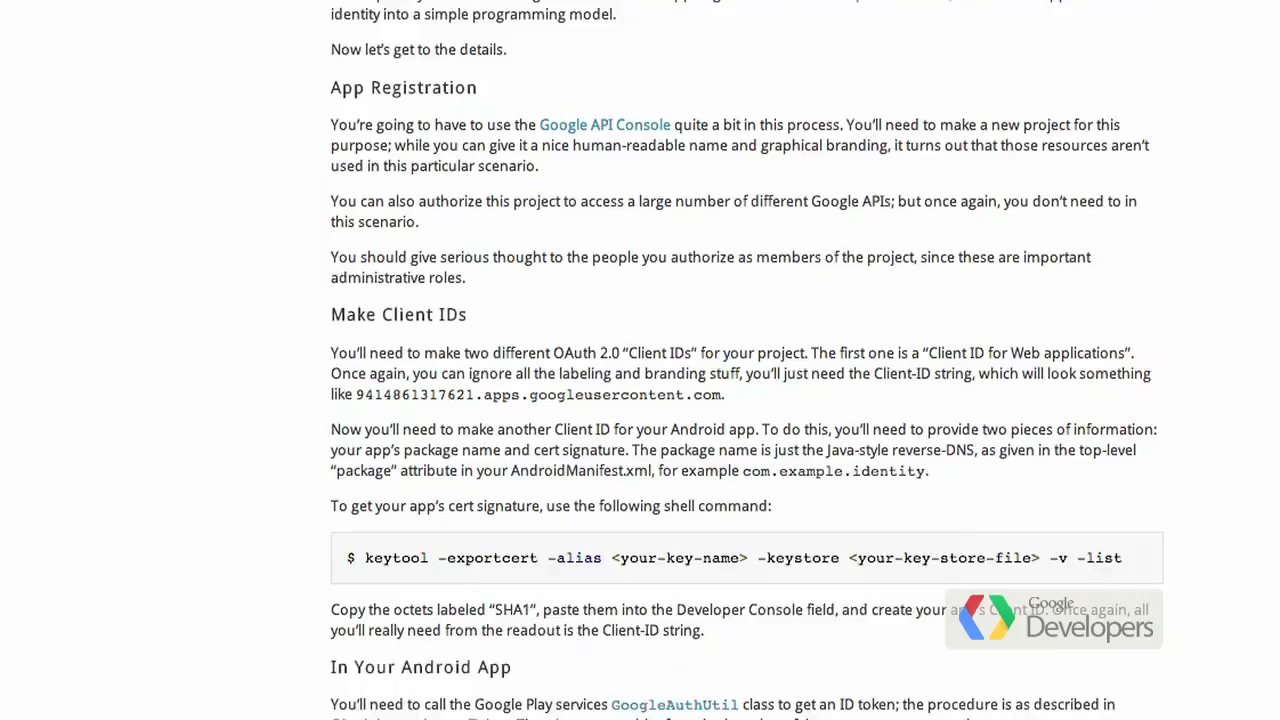 identity into a simple programming model.
Now let's get to the details.
App Registration
You're going to have to use the Google API Console quite a bit in this process. You'll need to make a new project for this
purpose; while you can give it a nice human-readable name and graphical branding, it turns out that those resources aren't
used in this particular scenario.
You can also authorize this project to access a large number of different Google APIs; but once again, you don't need to in
this scenario.
You should give serious thought to the people you authorize as members of the project, since these are important
administrative roles.
Make Client IDs
You'll need to make two different OAuth 2.0 “Client IDs” for your project. The first one is a “Client ID for Web applications”.
Once again, you can ignore all the labeling and branding stuff, you'll just need the Client-ID string, which will look something
like 9414861317621.apps.googleusercontent.com.
Now you'll need to make another Client ID for your Android app. To do this, you'll need to provide two pieces of information:
your app's package name and cert signature. The package name is just the Java-style reverse-DNS, as given in the top-level
“package” attribute in your AndroidManifest.xml, for example com.example.identity.
To get your app's cert signature, use the following shell command:
$ keytool -exportcert -alias <your-key-name> -keystore <your-key-store-file> -v -list
Copy the octets labeled “SHA1”, paste them into the Developer Console field, and create your app's Client ID. Once again, all
you'll really need from the readout is the Client-ID string.
Google
Developers
In Your Android App
You'll need to call the Google Play services GoogleAuthUtil class to get an ID token; the procedure is as described in